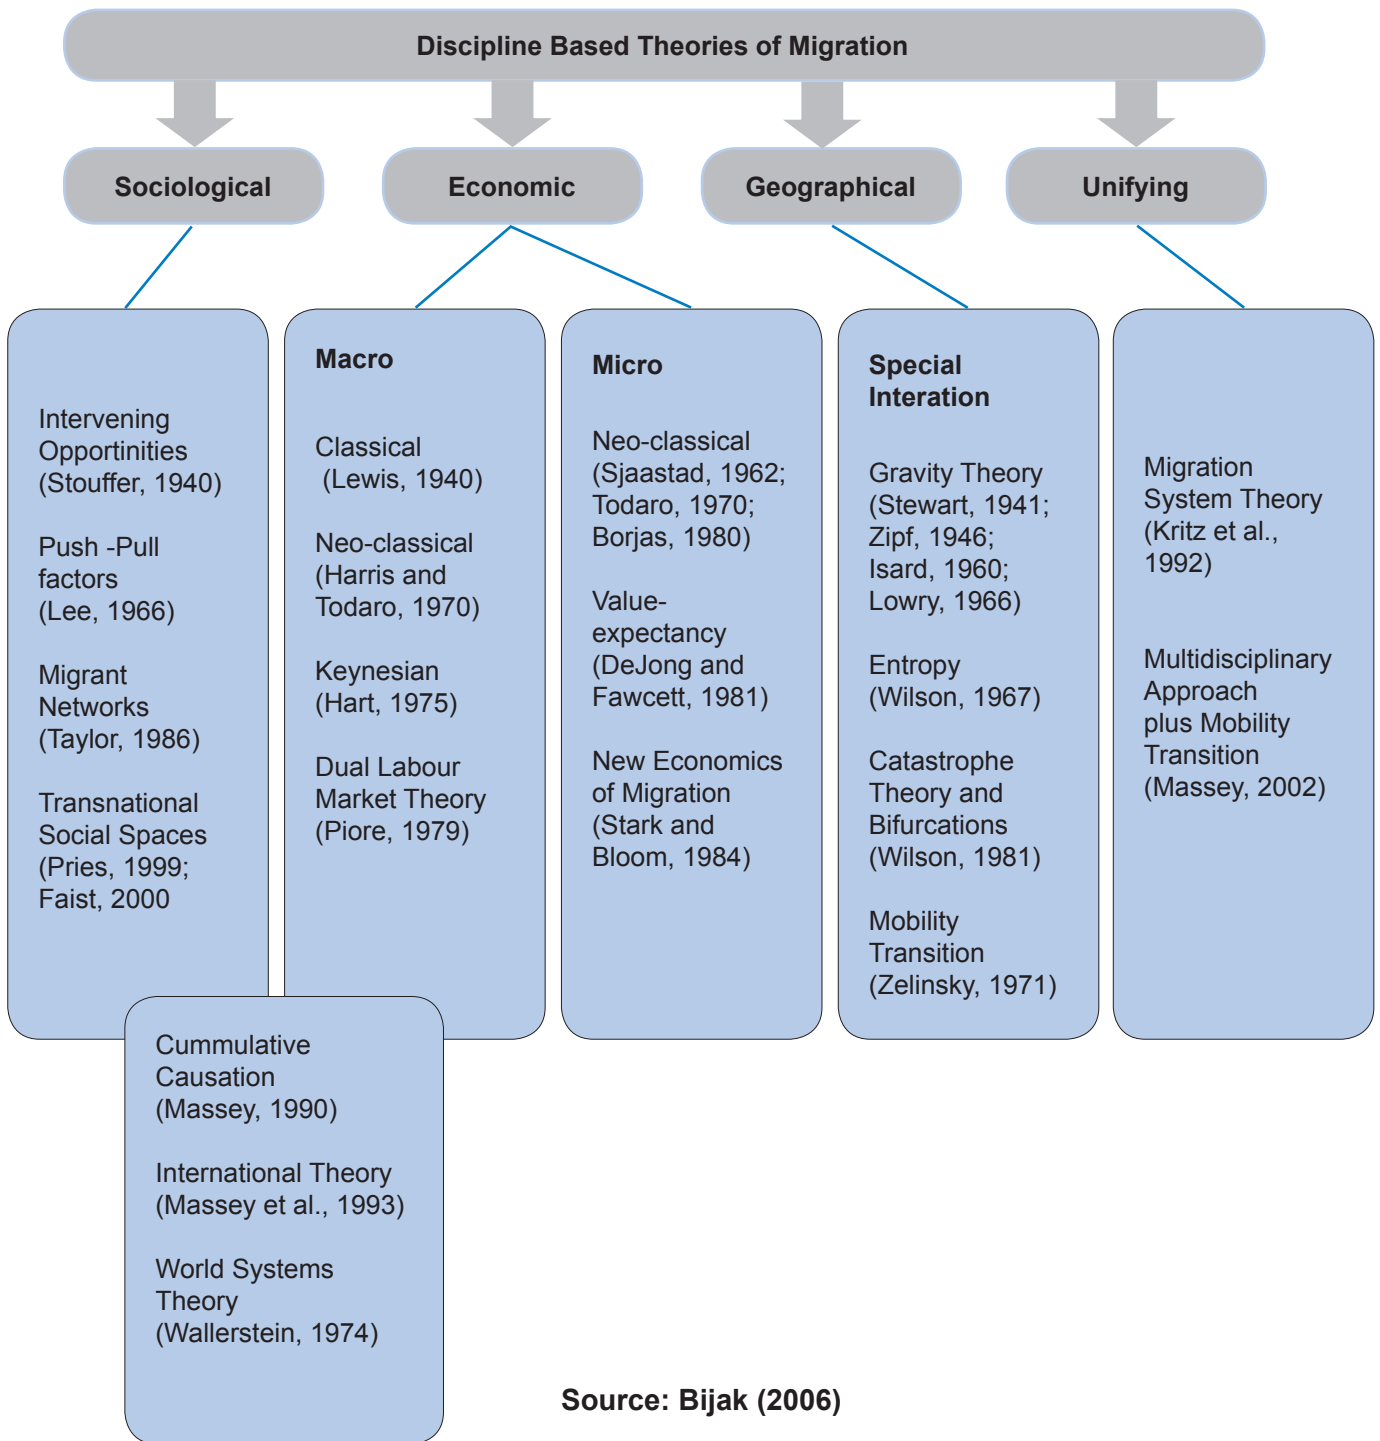 Discipline Based Theories of Migration
Sociological
Economic
Geographical
Unifying
Intervening
Opportinities
(Stouffer, 1940)
Push -Pull
factors
(Lee, 1966)
Migrant
Networks
(Taylor, 1986)
Transnational
Social Spaces
(Pries, 1999;
Faist, 2000
Macro
Classical
(Lewis, 1940)
Neo-classical
(Harris and
Todaro, 1970)
Keynesian
(Hart, 1975)
Dual Labour
Market Theory
(Piore, 1979)
Micro
Neo-classical
(Sjaastad, 1962;
Todaro, 1970;
Borjas, 1980)
Value-
expectancy
(DeJong and
Fawcett, 1981)
New Economics
of Migration
(Stark and
Bloom, 1984)
Special
Interation
Gravity Theory
(Stewart, 1941;
Zipf, 1946;
Isard, 1960;
Lowry, 1966)
Entropy
(Wilson, 1967)
Catastrophe
Theory and
Bifurcations
(Wilson, 1981)
Mobility
Transition
(Zelinsky, 1971)
Migration
System Theory
(Kritz et al.,
1992)
Multidisciplinary
Approach
plus Mobility
Transition
(Massey, 2002)
Cummulative
Causation
(Massey, 1990)
International Theory
(Massey et al., 1993)
World Systems
Theory
(Wallerstein, 1974)
Source: Bijak (2006)